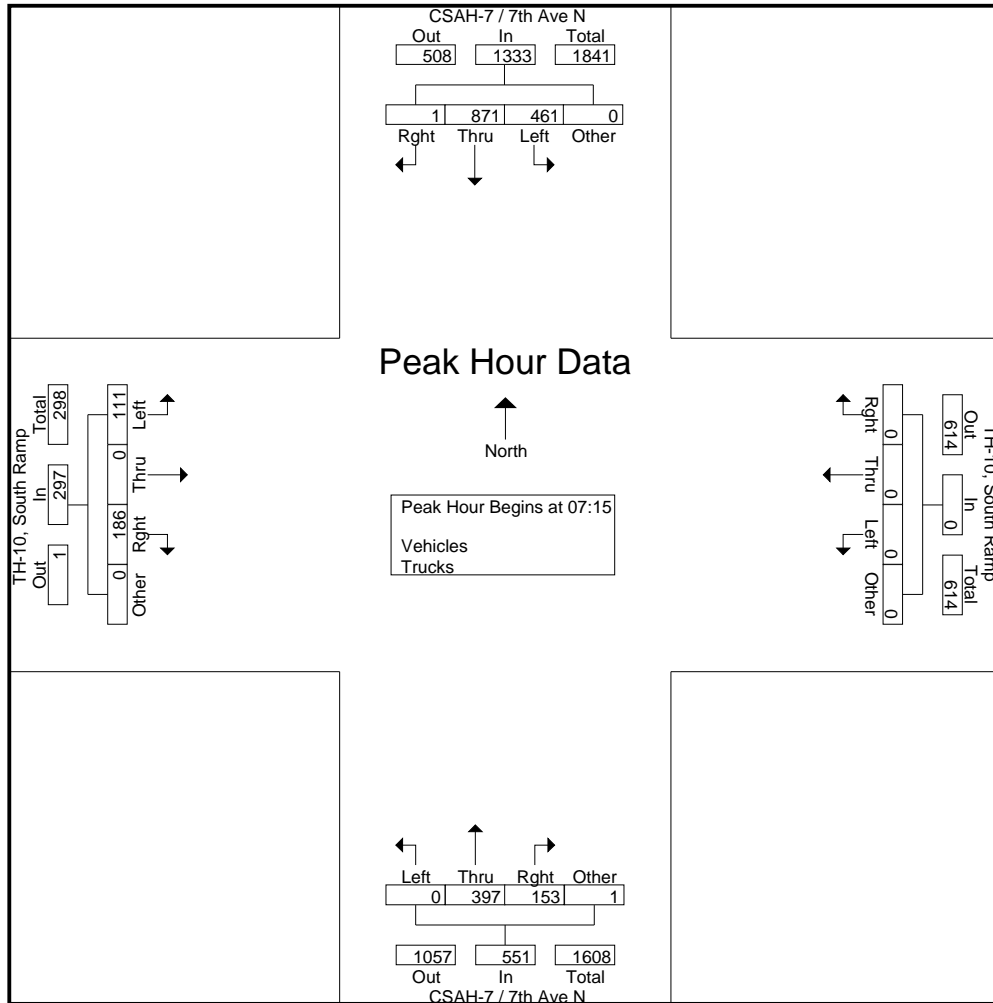 CSAH-7 / 7th Ave N
Out In Total
508 1333 1841
1 871 461 0
Rght Thru Left Other
Peak Hour Data
North
Peak Hour Begins at 07:15
Vehicles
Trucks
TH-10, South Ramp
Total In Out
298 297 1
111 0 186 0
Left Thru Rght Other
TH-10, South Ramp
Out In Total
614 0 614
0 0 0 0
Rght Thru Left Other
Left Thru Rght Other
0 397 153 1
1057 551 1608
Out In Total
CSAH-7 / 7th Ave N